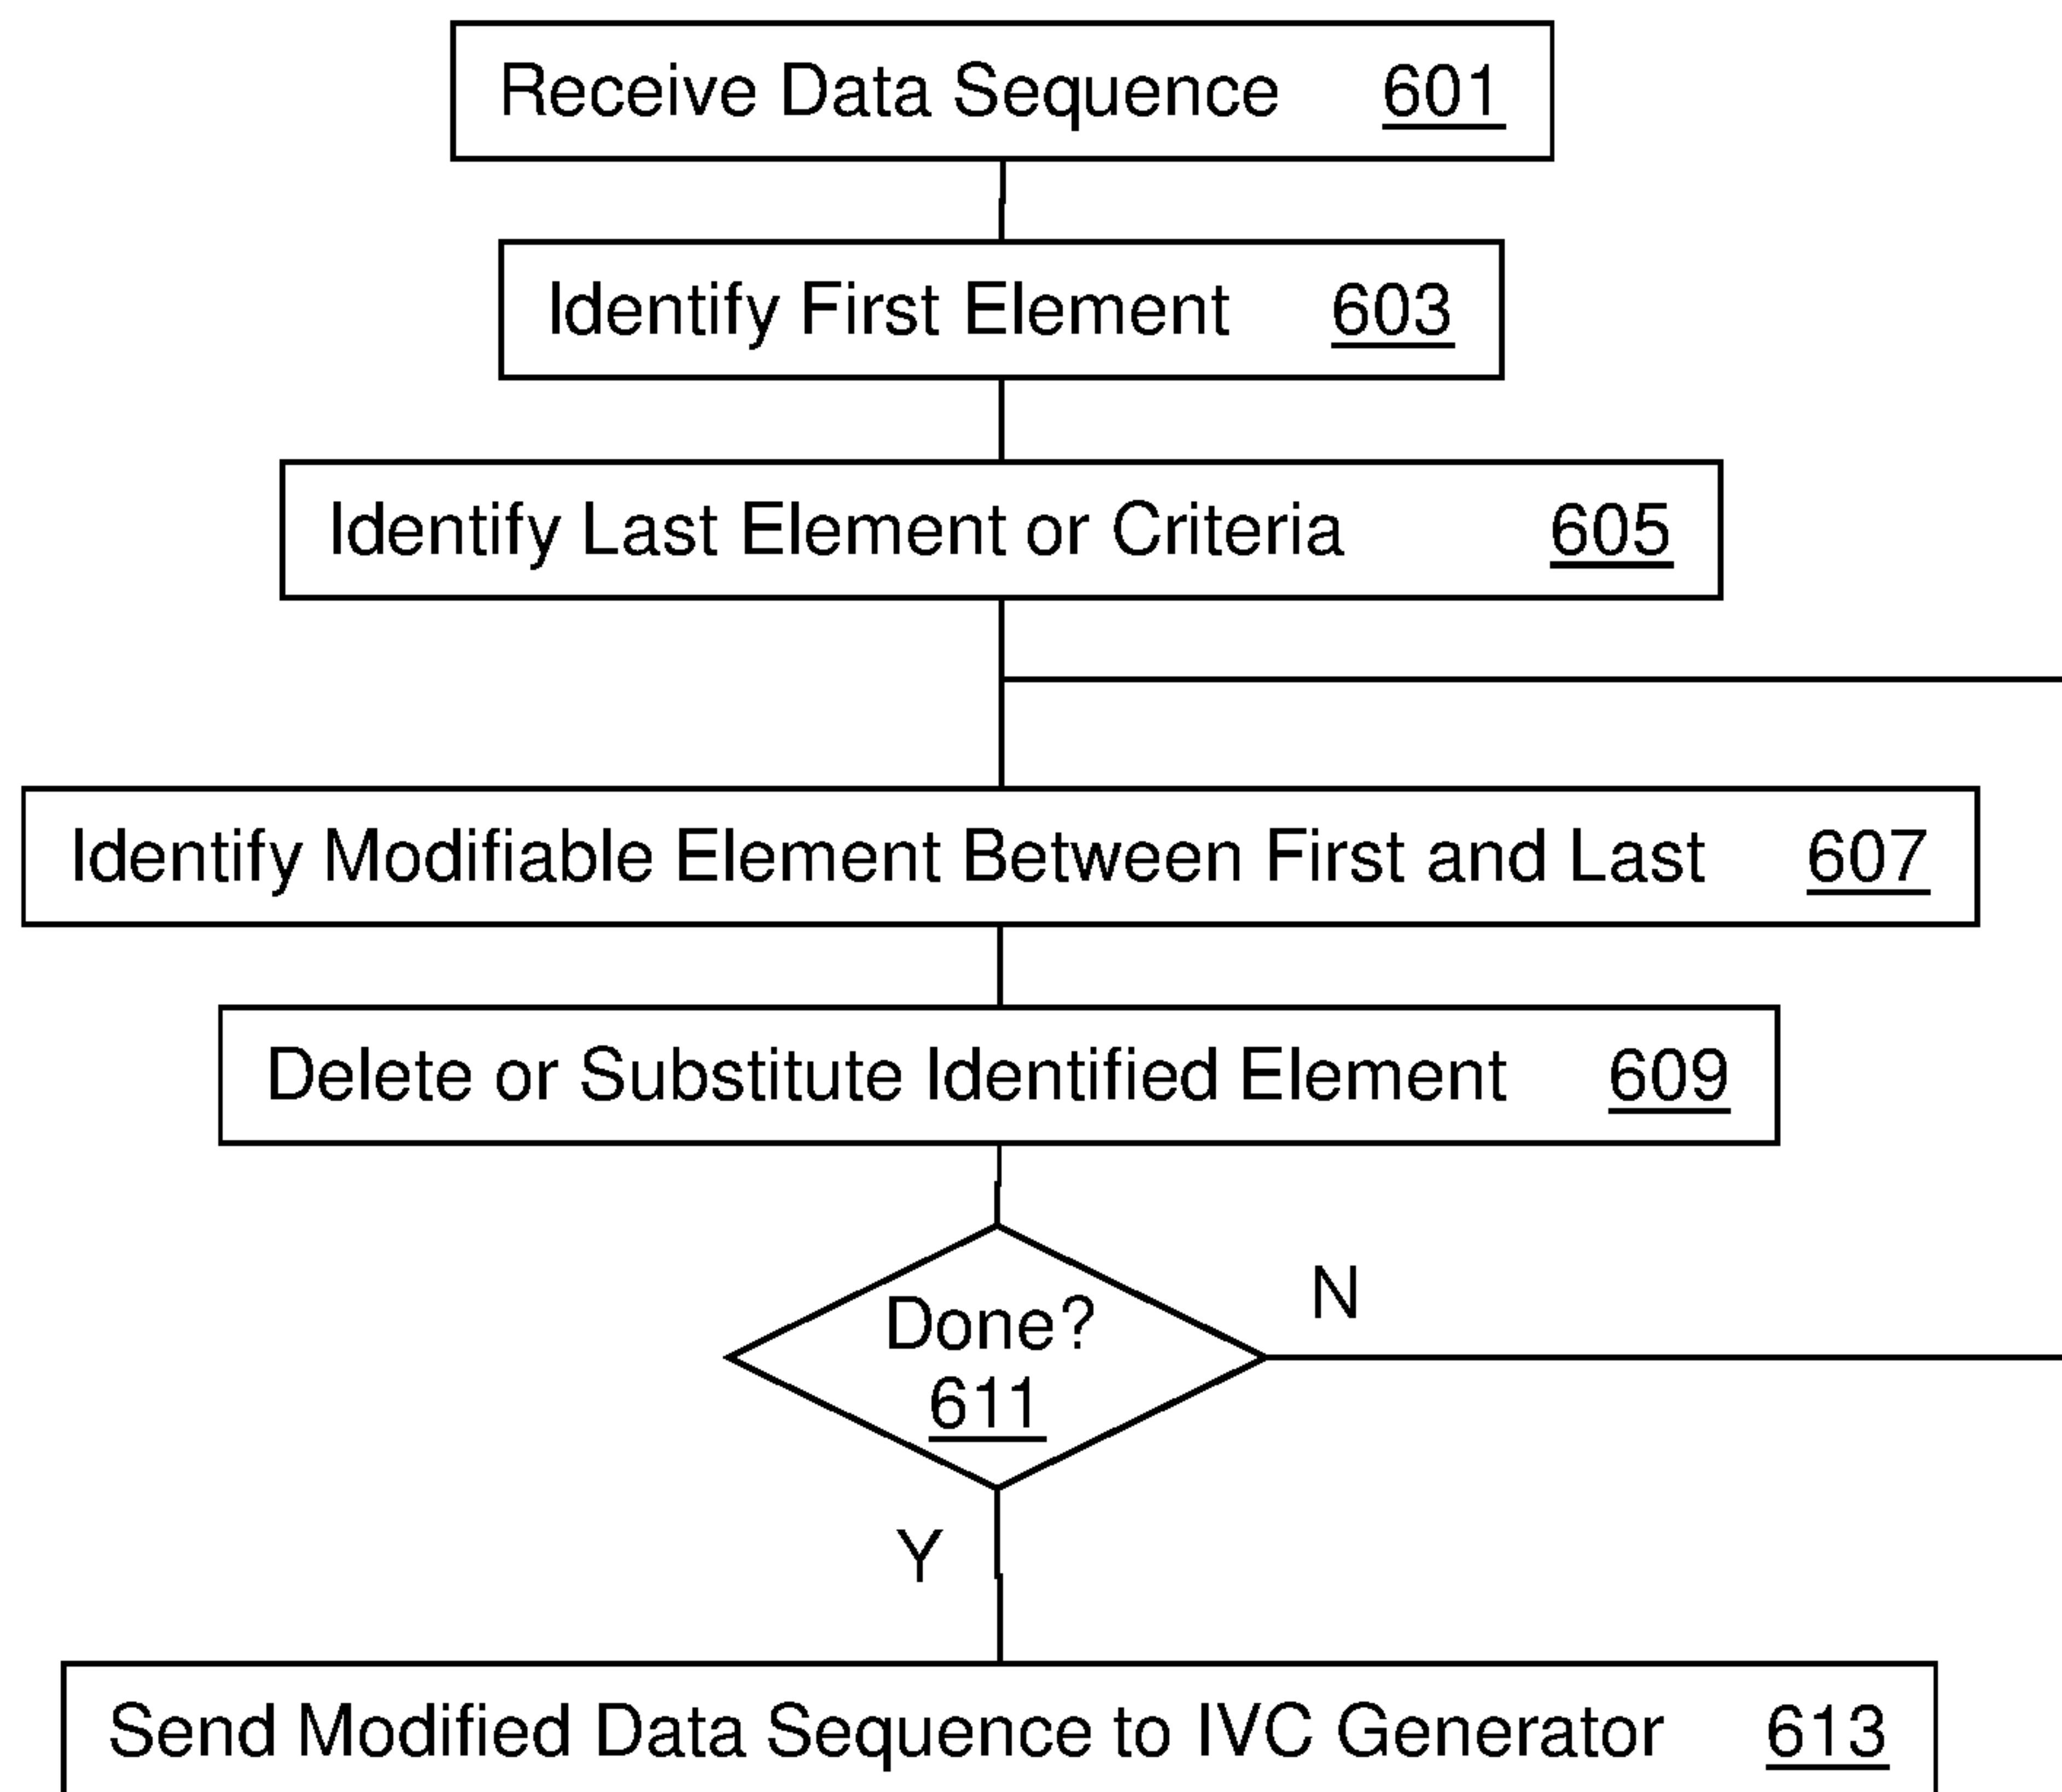 Receive Data Sequence 601
Identify First Element 603
Identify Last Element or Criteria 605
Identify Modifiable Element Between First and Last 607
Delete or Substitute Identified Element 609
Done?
N
611
Y
Send Modified Data Sequence to IVC Generator 613